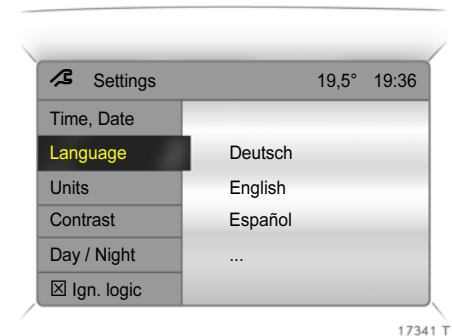 Settings 19,5° 19:36
Time, Date
Language
Units
Contrast
Day / Night
☒ Ign. logic
Deutsch
English
Español
...
17341 T